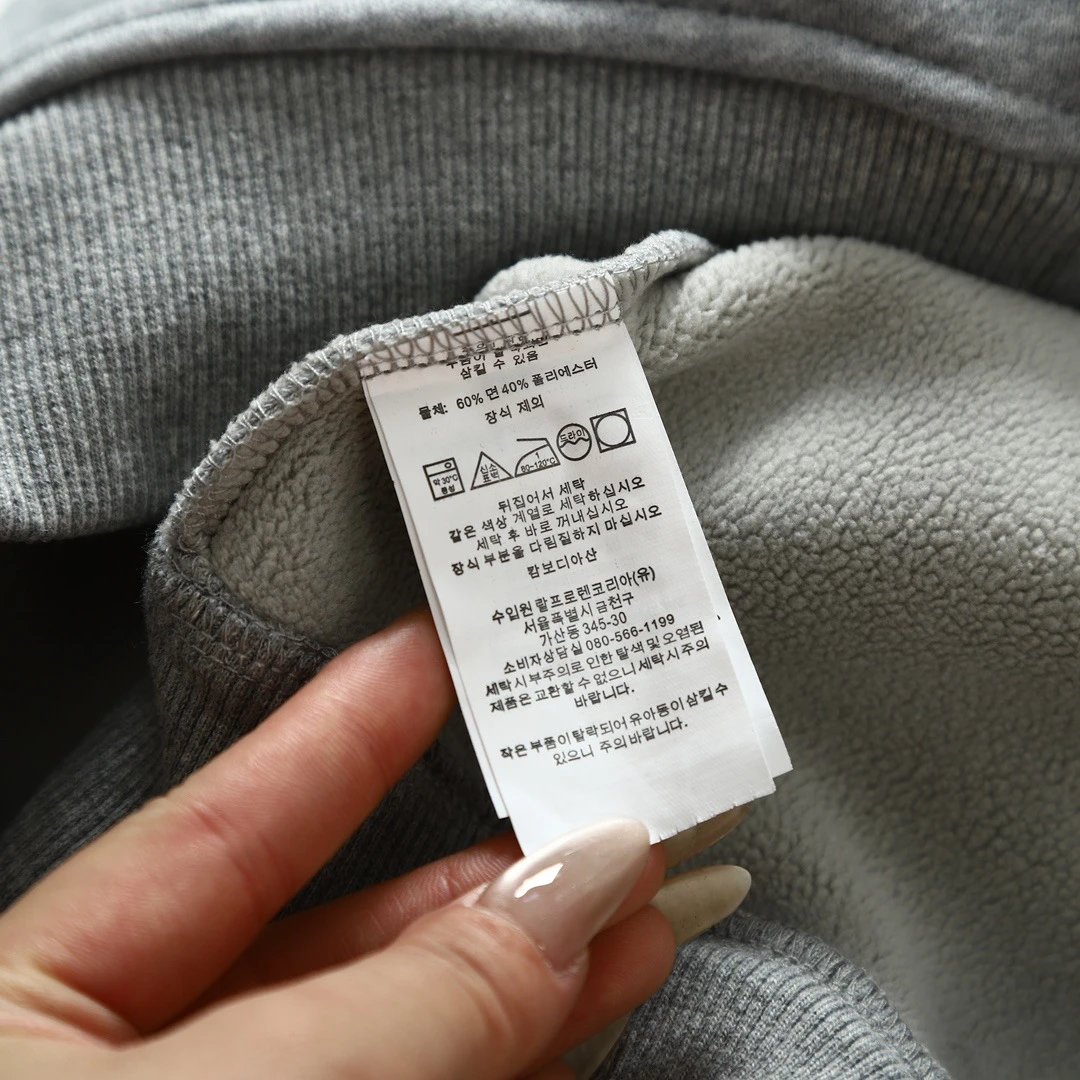 삼킬 수 있음
물체: 60% 면 40% 폴리에스터
장식 제외
약 30°C
중성
산소
표백
1
80~120°C
드라이
뒤집어서 세탁
같은 색상 계열로 세탁하십시오
세탁 후 바로 꺼내십시오
장식 부분을 다림질하지 마십시오
캄보디아산
수입원 랄프로렌코리아(유)
서울특별시 금천구
가산동 345-30
소비자상담실 080-566-1199
세탁시 부주의로 인한 탈색 및 오염된
제품은 교환할 수 없으니 세탁시 주의
바랍니다.
작은 부품이 탈락되어 유아동이 삼킬 수
있으니 주의 바랍니다.